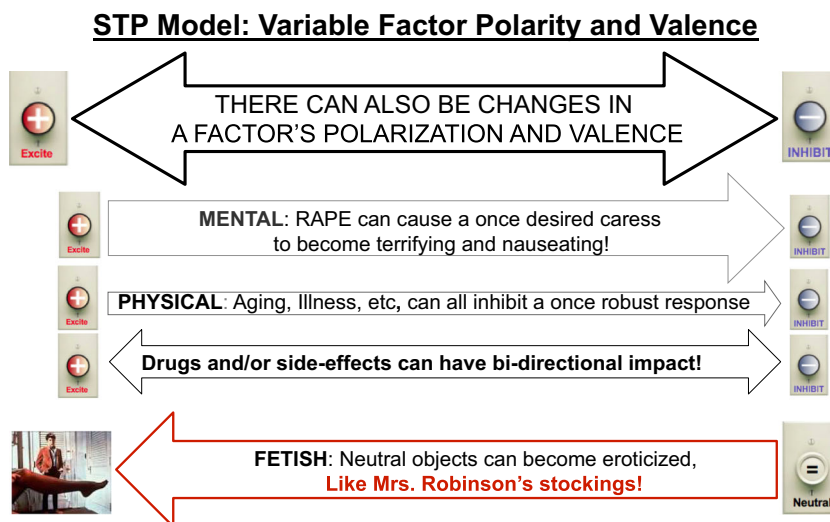 STP Model: Variable Factor Polarity and Valence
THERE CAN ALSO BE CHANGES IN
A FACTOR'S POLARIZATION AND VALENCE
+
Excite
−
INHIBIT
MENTAL: RAPE can cause a once desired caress
to become terrifying and nauseating!
+
Excite
−
INHIBIT
PHYSICAL: Aging, Illness, etc, can all inhibit a once robust response
+
Excite
−
INHIBIT
Drugs and/or side-effects can have bi-directional impact!
+
Excite
−
INHIBIT
FETISH: Neutral objects can become eroticized,
Like Mrs. Robinson's stockings!
=
Neutral